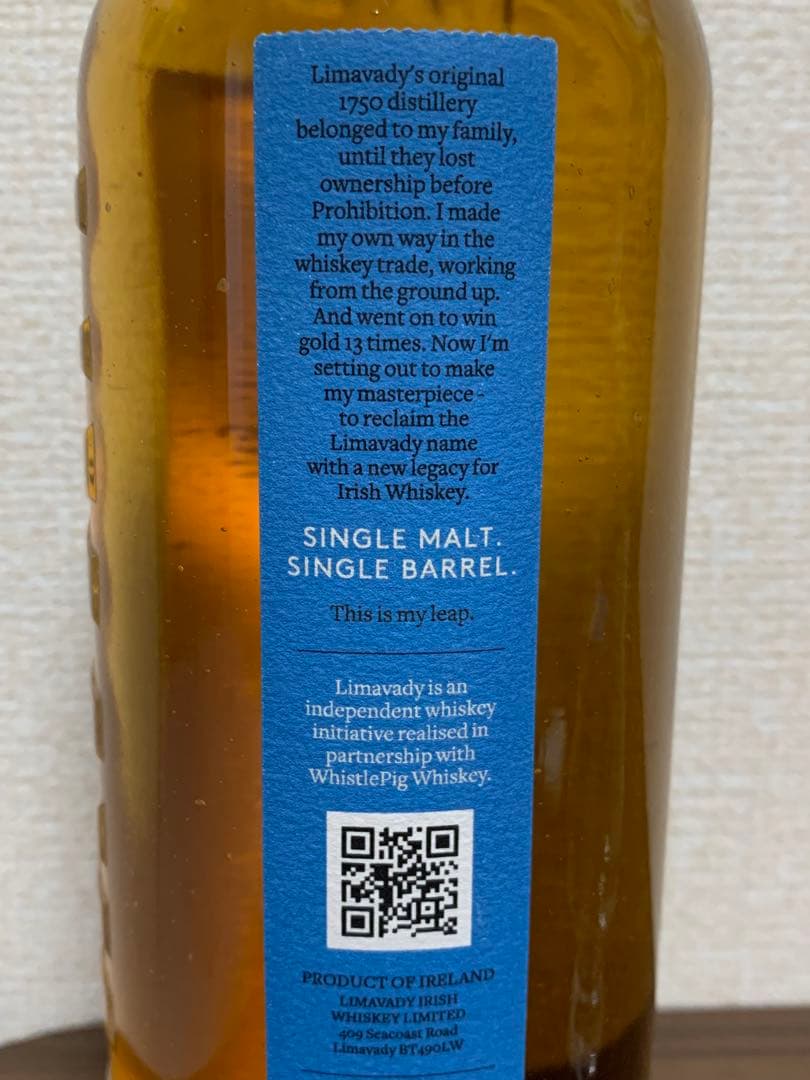 Limavady's original
1750 distillery
belonged to my family,
until they lost
ownership before
Prohibition. I made
my own way in the
whiskey trade, working
from the ground up.
And went on to win
gold 13 times. Now I'm
setting out to make
my masterpiece -
to reclaim the
Limavady name
with a new legacy for
Irish Whiskey.
SINGLE MALT.
SINGLE BARREL.
This is my leap.
Limavady is an
independent whiskey
initiative realised in
partnership with
WhistlePig Whiskey.
PRODUCT OF IRELAND
LIMAVADY IRISH
WHISKEY LIMITED
409 Seacoast Road
Limavady BT490LW